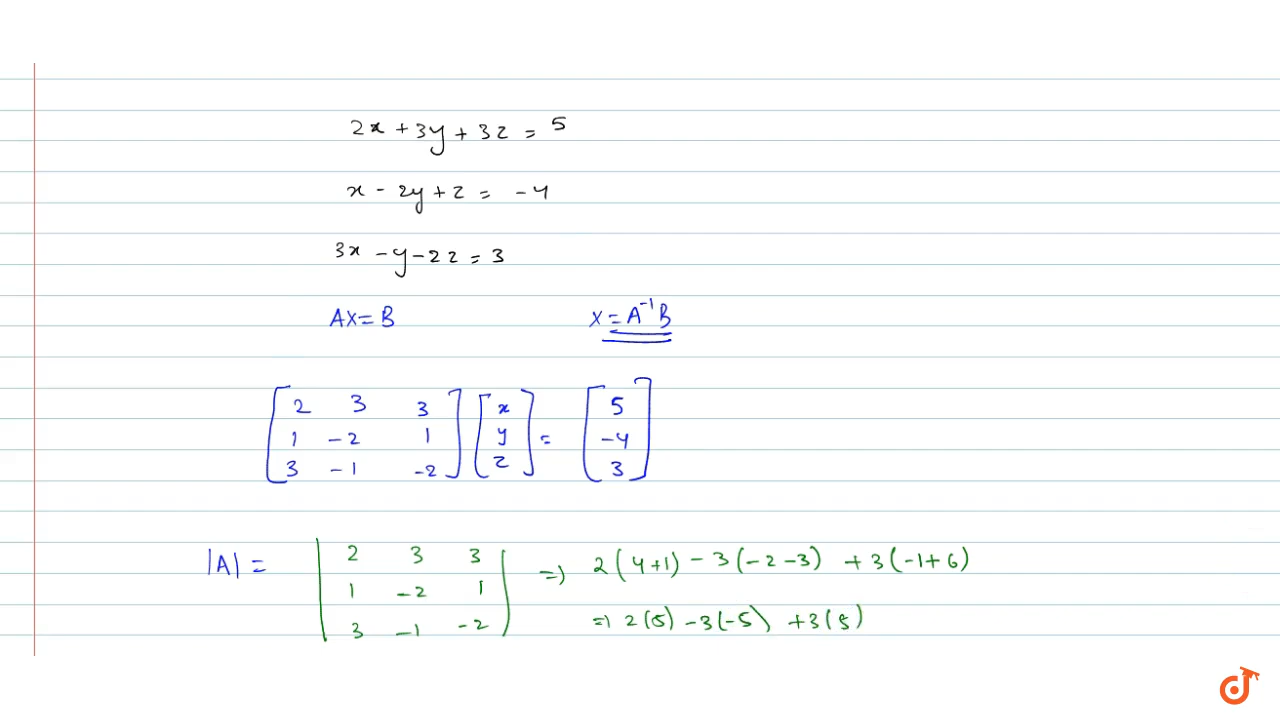 2x + 3y + 3z = 5
x - 2y + z = -4
3x - y - 2z = 3
AX = B X = A⁻¹B
[2 3 3] [x] = [5]
[1 -2 1] [y] [-4]
[3 -1 -2] [z] [3]
|A| = |2 3 3| => 2(4+1) - 3(-2-3) + 3(-1+6)
|1 -2 1|
|3 -1 -2| => 2(5) - 3(-5) + 3(5)